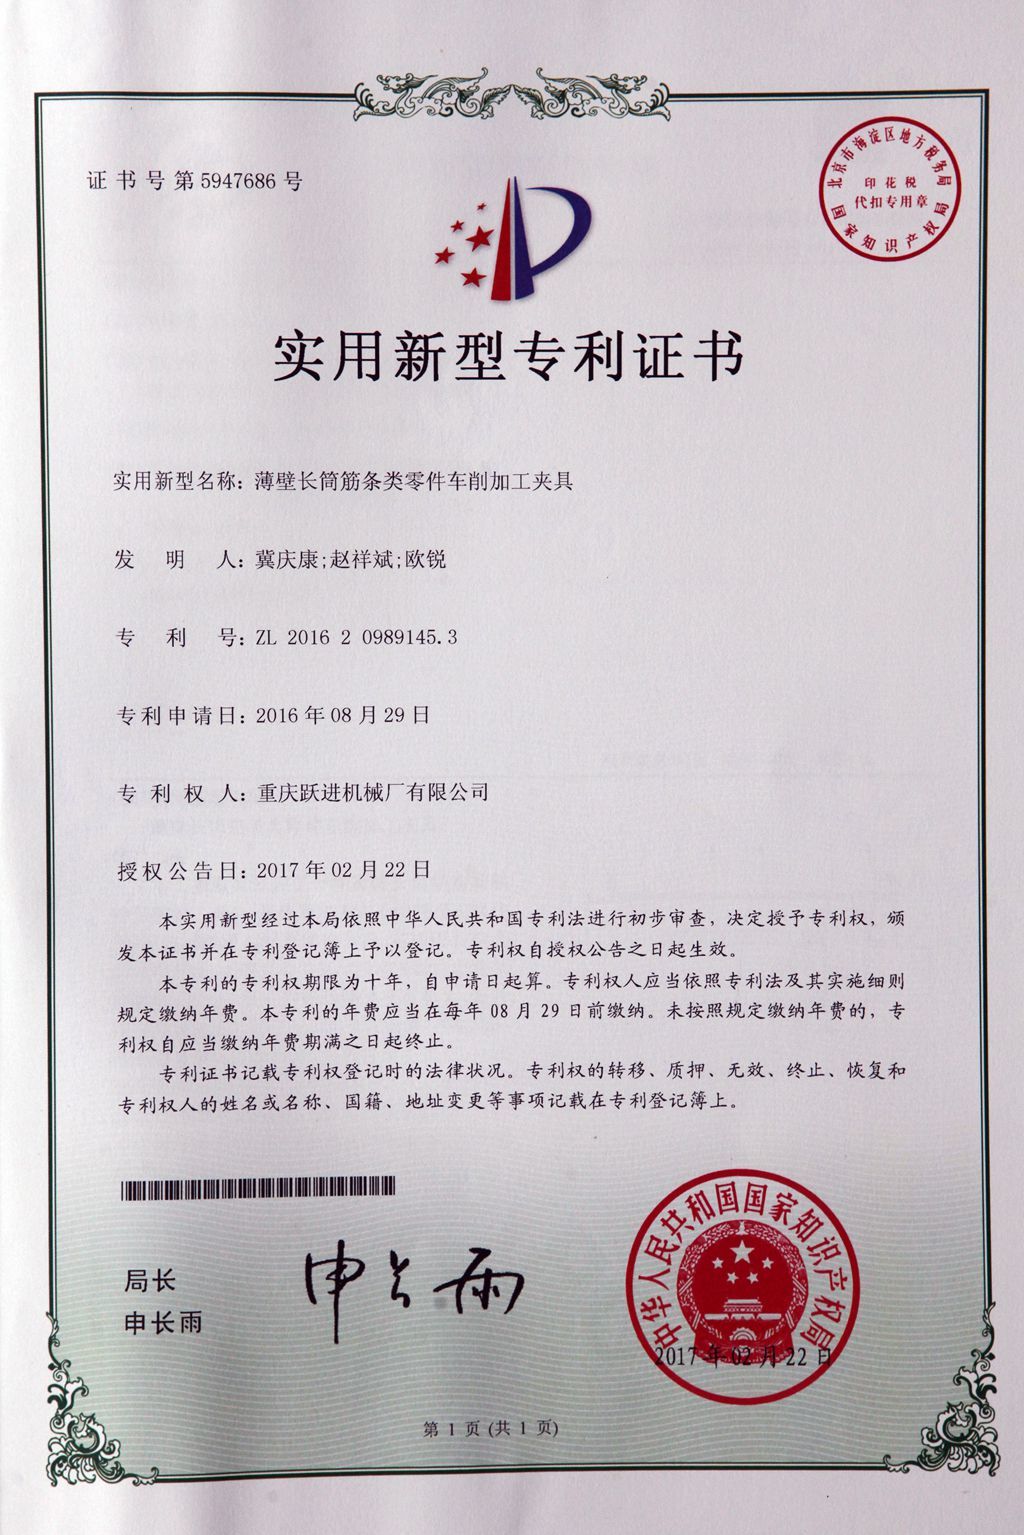 证书号第5947686号
北京市海淀区地方税务局
印花税
代扣专用章
国家知识产权局
实用新型专利证书
实用新型名称：薄壁长筒筋条类零件车削加工夹具
发明人：冀庆康;赵祥斌;欧锐
专利号：ZL 2016 2 0989145.3
专利申请日：2016年08月29日
专利权人：重庆跃进机械厂有限公司
授权公告日：2017年02月22日
本实用新型经过本局依照中华人民共和国专利法进行初步审查，决定授予专利权，颁
发本证书并在专利登记簿上予以登记。专利权自授权公告之日起生效。
本专利的专利权期限为十年，自申请日起算。专利权人应当依照专利法及其实施细则
规定缴纳年费。本专利的年费应当在每年08月29日前缴纳。未按照规定缴纳年费的，专
利权自应当缴纳年费期满之日起终止。
专利证书记载专利权登记时的法律状况。专利权的转移、质押、无效、终止、恢复和
专利权人的姓名或名称、国籍、地址变更等事项记载在专利登记簿上。
局长
申长雨
申长雨
中华人民共和国国家知识产权局
2017年02月22日
第1页(共1页)